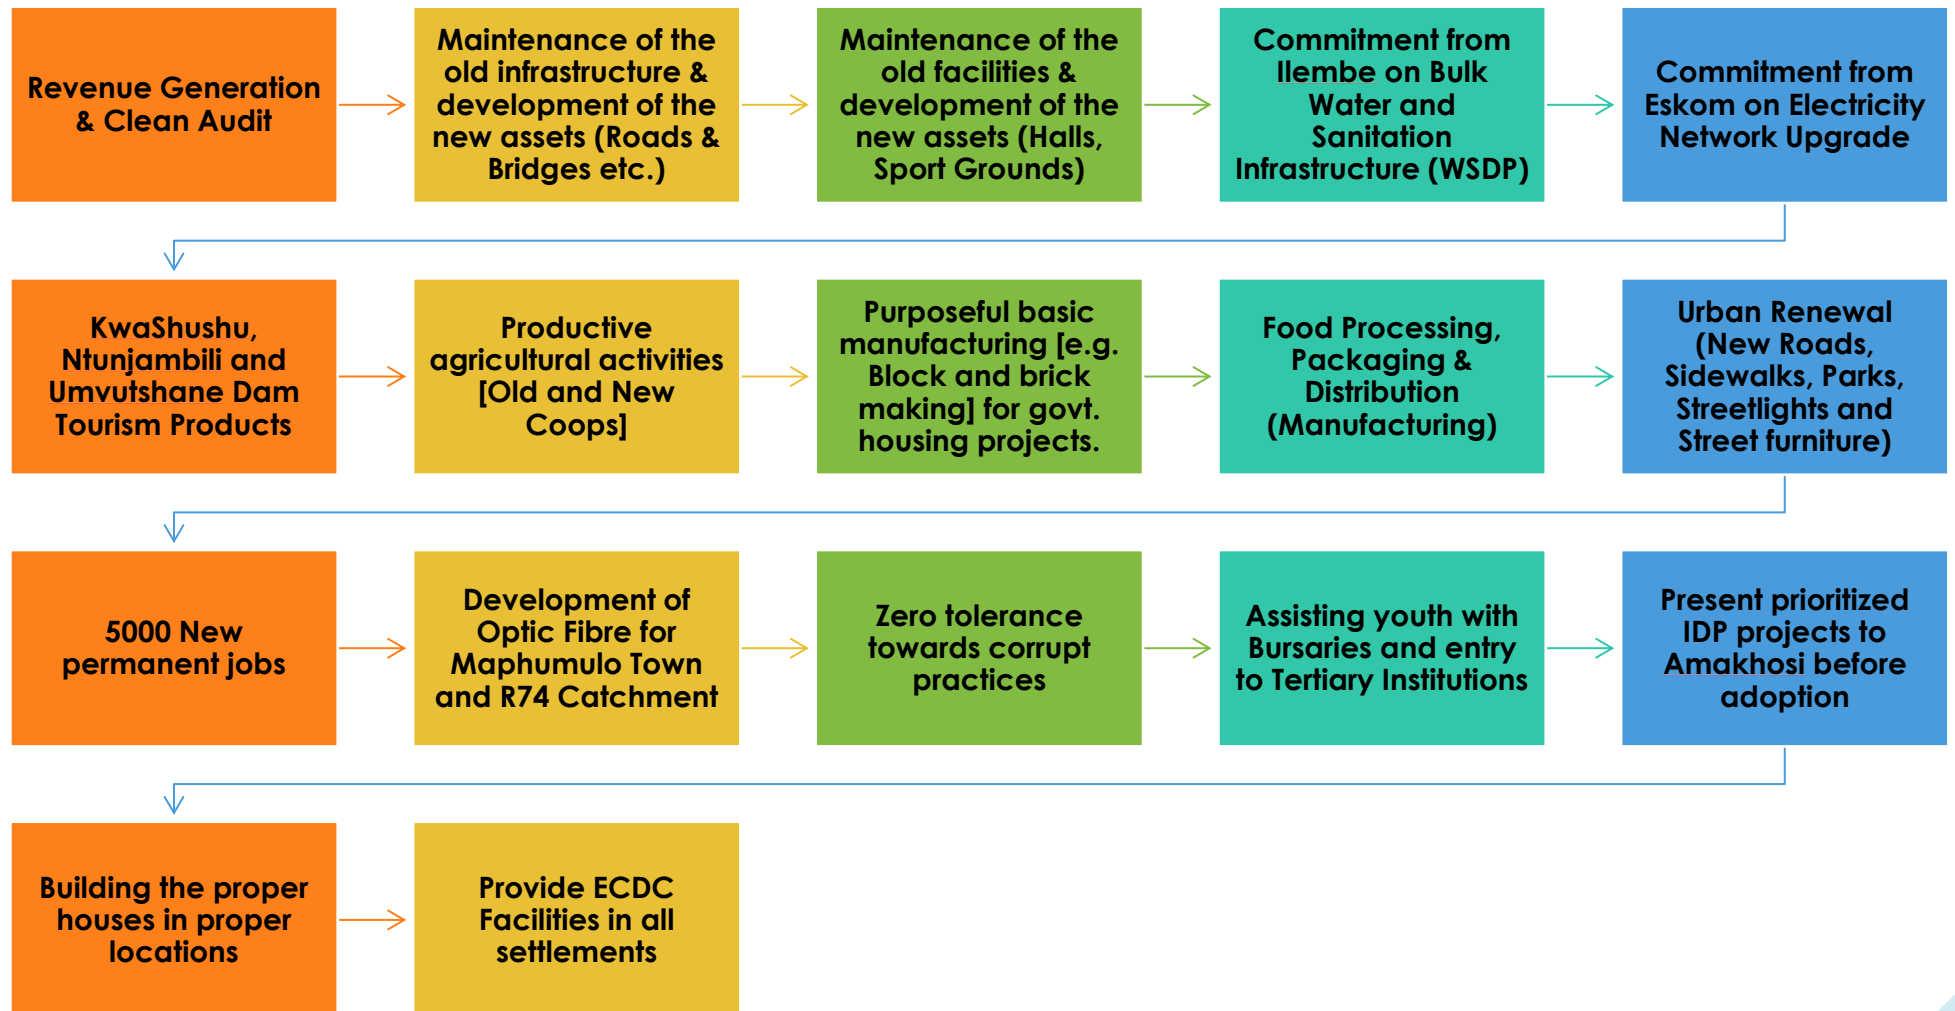 Revenue Generation
& Clean Audit
Maintenance of the
old infrastructure &
development of the
new assets (Roads &
Bridges etc.)
Maintenance of the
old facilities &
development of the
new assets (Halls,
Sport Grounds)
Commitment from
Ilembe on Bulk
Water and
Sanitation
Infrastructure (WSDP)
Commitment from
Eskom on Electricity
Network Upgrade
KwaShushu,
Ntunjambili and
Umvutshane Dam
Tourism Products
Productive
agricultural activities
[Old and New
Coops]
Purposeful basic
manufacturing [e.g.
Block and brick
making] for govt.
housing projects.
Food Processing,
Packaging &
Distribution
(Manufacturing)
Urban Renewal
(New Roads,
Sidewalks, Parks,
Streetlights and
Street furniture)
5000 New
permanent jobs
Development of
Optic Fibre for
Maphumulo Town
and R74 Catchment
Zero tolerance
towards corrupt
practices
Assisting youth with
Bursaries and entry
to Tertiary Institutions
Present prioritized
IDP projects to
Amakhosi before
adoption
Building the proper
houses in proper
locations
Provide ECDC
Facilities in all
settlements